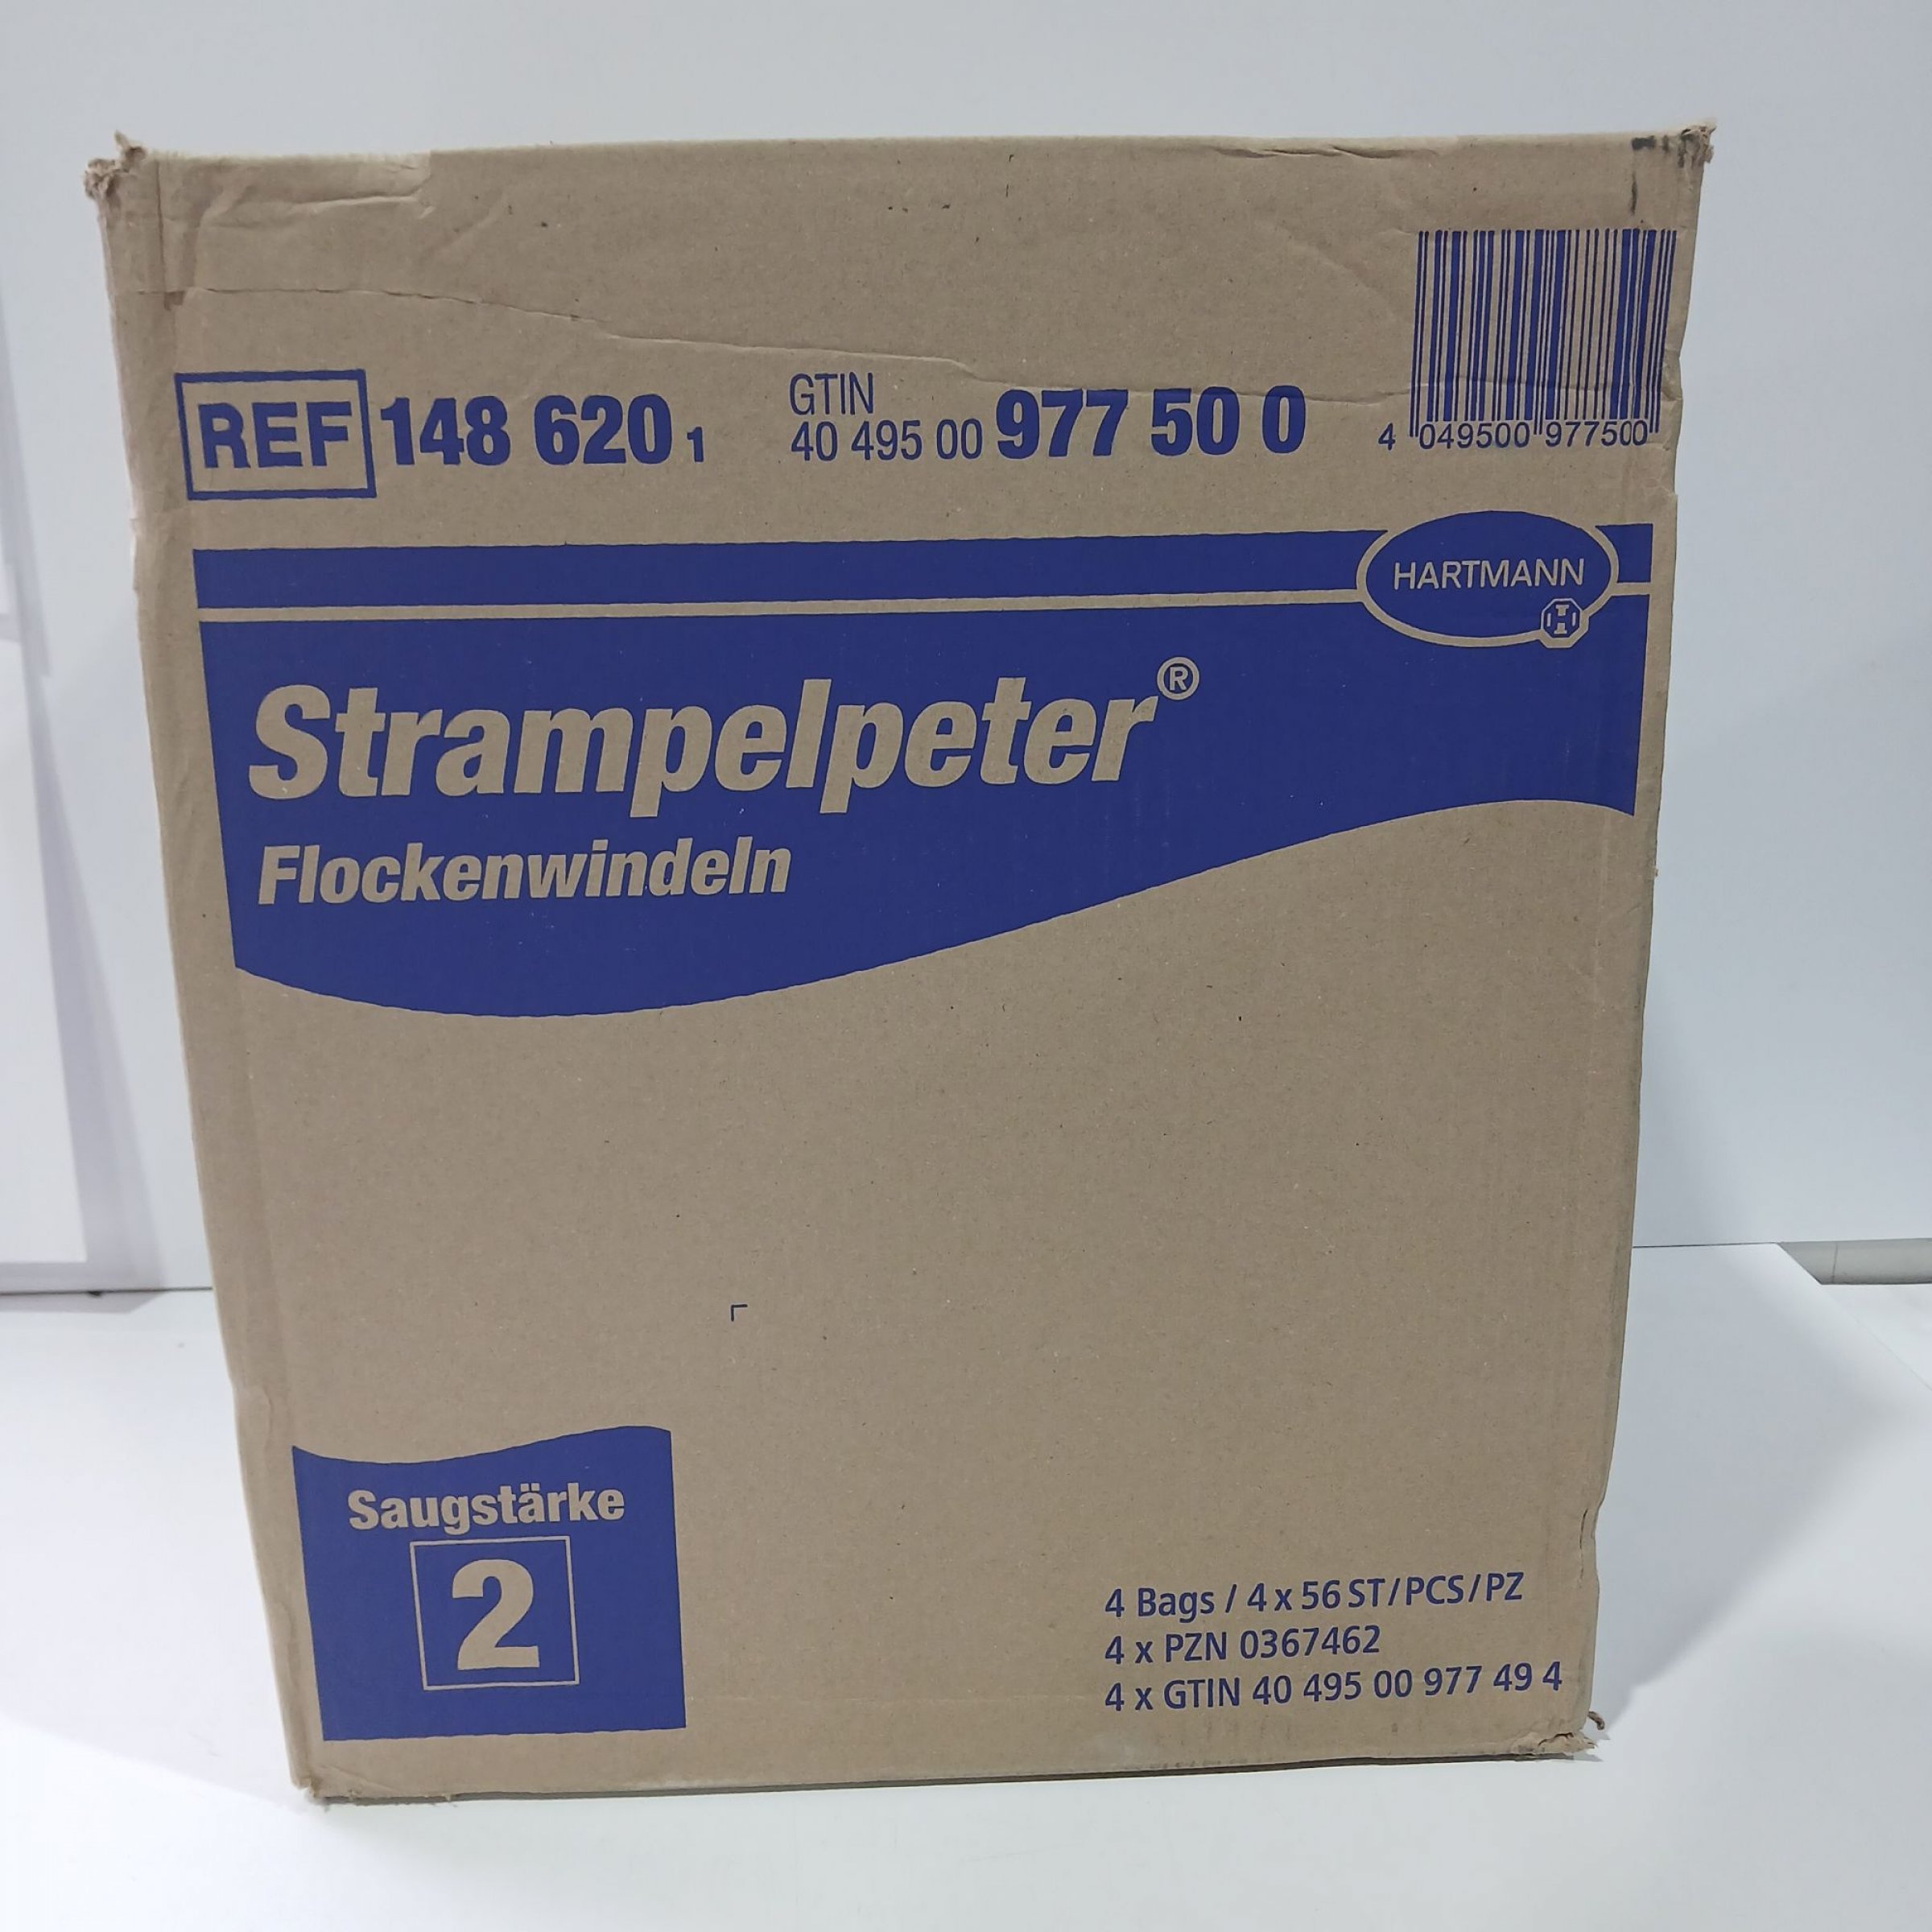 REF 148 620 1
GTIN
40 495 00 977 50 0
4 049500 977500
HARTMANN
Strampelpeter®
Flockenwindeln
Saugstärke
2
4 Bags / 4 x 56 ST/PCS/PZ
4 x PZN 0367462
4 x GTIN 40 495 00 977 49 4